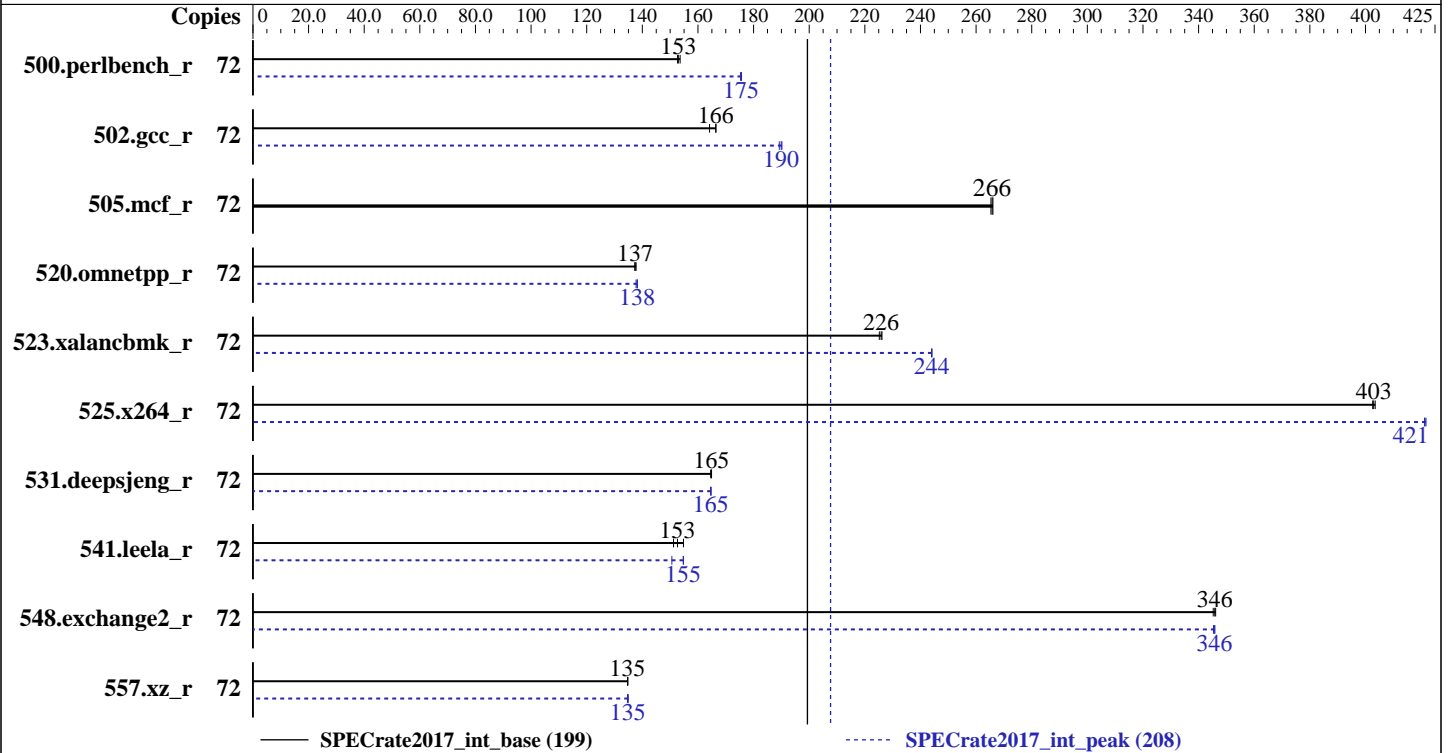 Copies 0 20.0 40.0 60.0 80.0 100 120 140 160 180 200 220 240 260 280 300 320 340 360 380 400 425
153
500.perlbench_r 72
175
166
502.gcc_r 72
190
266
505.mcf_r 72
137
520.omnetpp_r 72
138
226
523.xalancbmk_r 72
244
403
525.x264_r 72
421
165
531.deepsjeng_r 72
165
153
541.leela_r 72
155
346
548.exchange2_r 72
346
135
557.xz_r 72
135
SPECrate2017_int_base (199) SPECrate2017_int_peak (208)